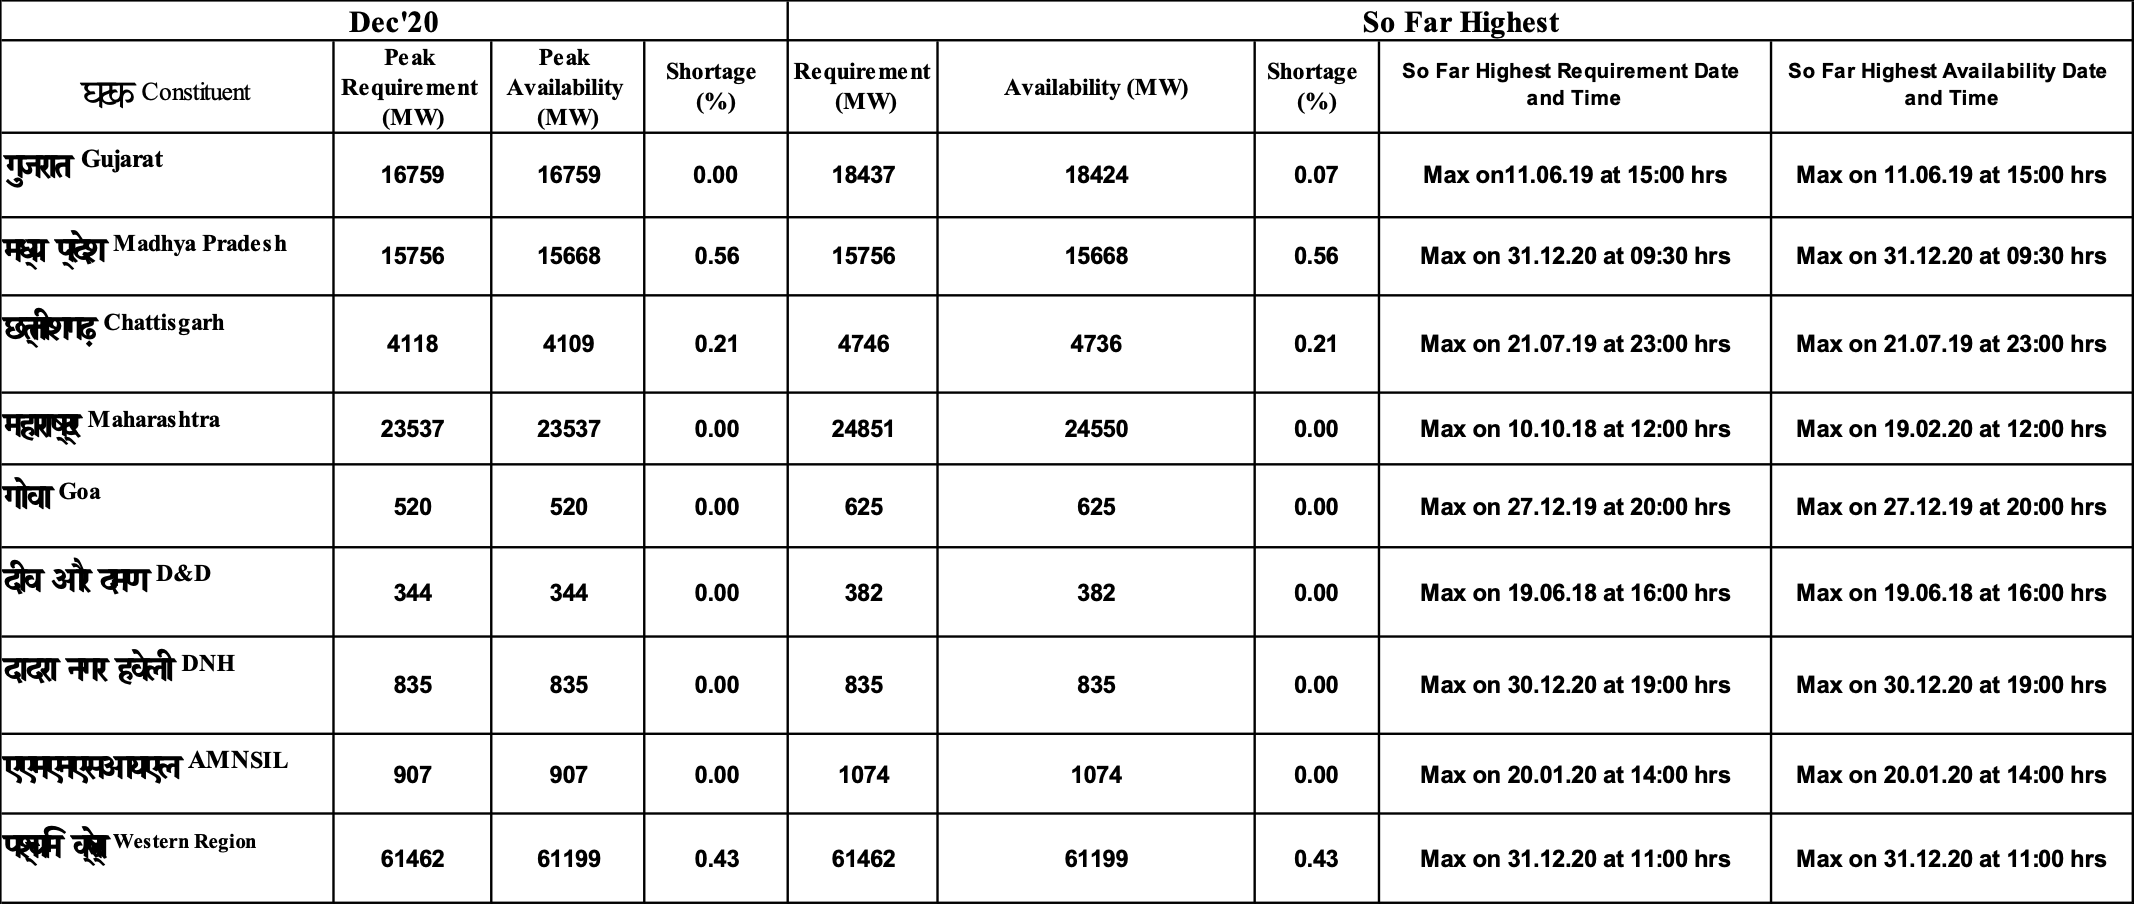 Dec'20 So Far Highest
घटक Constituent Peak Requirement (MW) Peak Availability (MW) Shortage (%) Requirement (MW) Availability (MW) Shortage (%) So Far Highest Requirement Date and Time So Far Highest Availability Date and Time
गुजरात Gujarat 16759 16759 0.00 18437 18424 0.07 Max on11.06.19 at 15:00 hrs Max on 11.06.19 at 15:00 hrs
मध्य प्रदेश Madhya Pradesh 15756 15668 0.56 15756 15668 0.56 Max on 31.12.20 at 09:30 hrs Max on 31.12.20 at 09:30 hrs
छत्तीशगढ़ Chattisgarh 4118 4109 0.21 4746 4736 0.21 Max on 21.07.19 at 23:00 hrs Max on 21.07.19 at 23:00 hrs
महाराष्ट्र Maharashtra 23537 23537 0.00 24851 24550 0.00 Max on 10.10.18 at 12:00 hrs Max on 19.02.20 at 12:00 hrs
गोवा Goa 520 520 0.00 625 625 0.00 Max on 27.12.19 at 20:00 hrs Max on 27.12.19 at 20:00 hrs
दीव और दमण D&D 344 344 0.00 382 382 0.00 Max on 19.06.18 at 16:00 hrs Max on 19.06.18 at 16:00 hrs
दादरा नगर हवेली DNH 835 835 0.00 835 835 0.00 Max on 30.12.20 at 19:00 hrs Max on 30.12.20 at 19:00 hrs
एएमएनएसआयएल AMNSIL 907 907 0.00 1074 1074 0.00 Max on 20.01.20 at 14:00 hrs Max on 20.01.20 at 14:00 hrs
पश्चिम क्षेत्र Western Region 61462 61199 0.43 61462 61199 0.43 Max on 31.12.20 at 11:00 hrs Max on 31.12.20 at 11:00 hrs